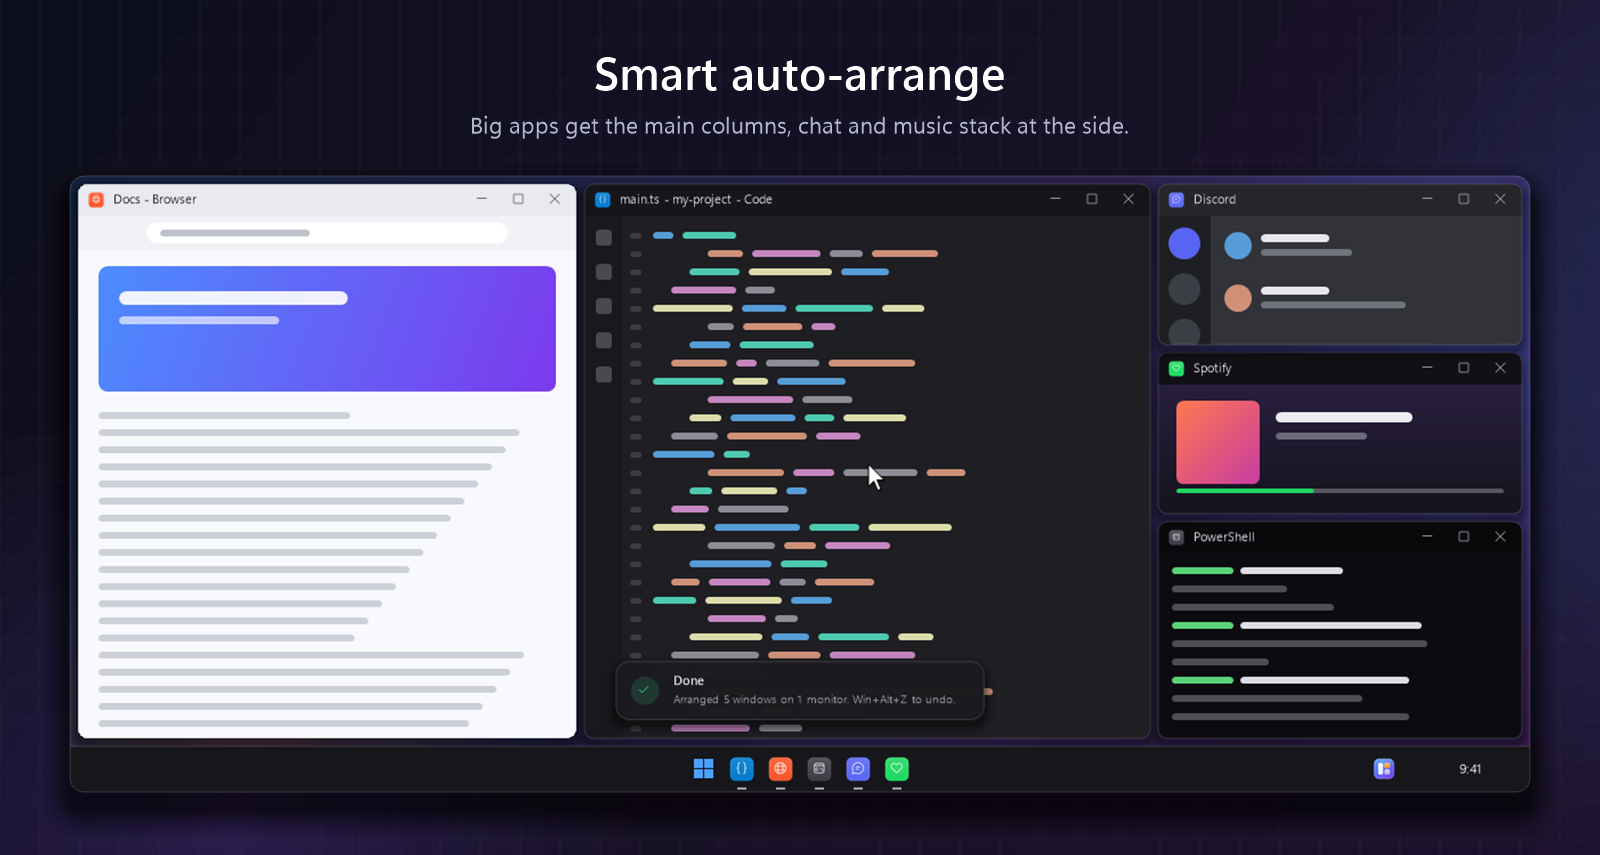 Smart auto-arrange
Big apps get the main columns, chat and music stack at the side.
Docs - Browser
main.ts - my-project - Code
Discord
Spotify
PowerShell
Done
Arranged 5 windows on 1 monitor. Win+Alt+Z to undo.
9:41